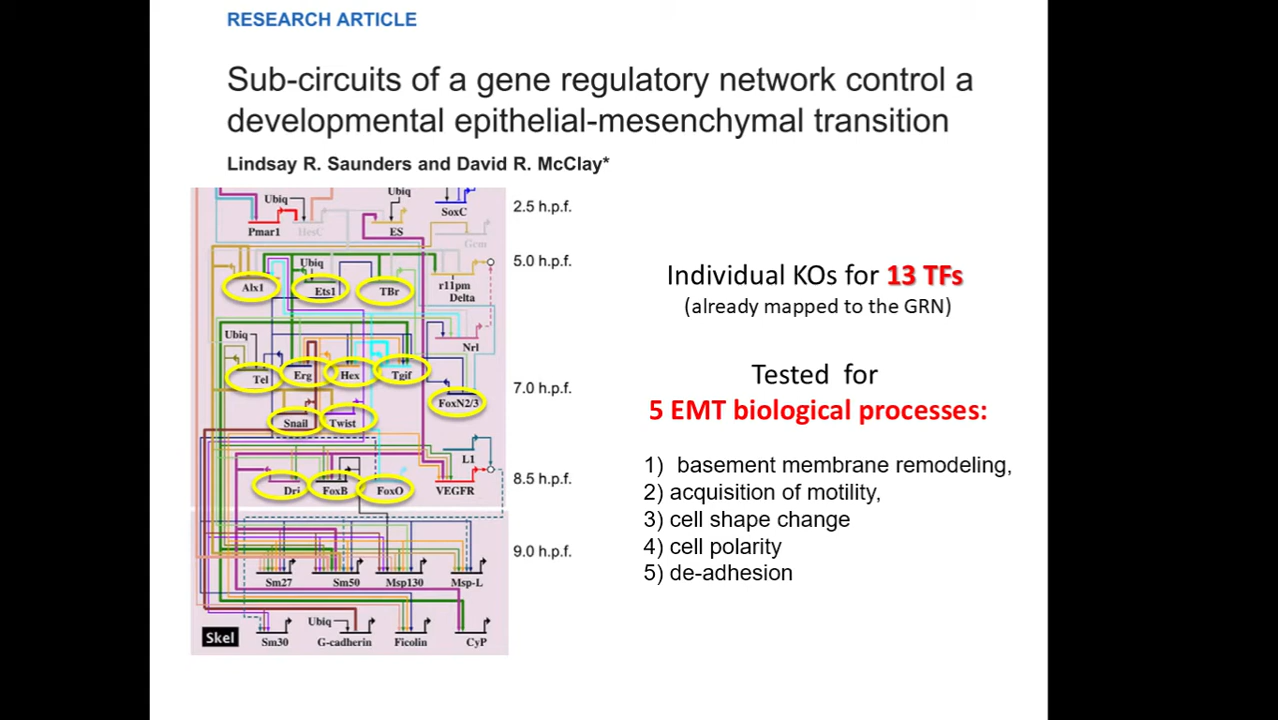 RESEARCH ARTICLE
Sub-circuits of a gene regulatory network control a
developmental epithelial-mesenchymal transition
Lindsay R. Saunders and David R. McClay*
Ubiq
Ubiq
SoxC
2.5 h.p.f.
Pmar1
HesC
ES
Gcm
Ubiq
5.0 h.p.f.
Alx1
Ets1
TBr
r11pm
Delta
Individual KOs for 13 TFs
(already mapped to the GRN)
Ubiq
Nrl
Tel
Erg
Hex
Tgif
7.0 h.p.f.
FoxN2/3
Snail
Twist
Tested for
5 EMT biological processes:
L1
Dri
FoxB
FoxO
VEGFR
8.5 h.p.f.
1) basement membrane remodeling,
2) acquisition of motility,
3) cell shape change
4) cell polarity
5) de-adhesion
9.0 h.p.f.
Sm27
Sm50
Msp130
Msp-L
Ubiq
Skel
Sm30
G-cadherin
Ficolin
CyP